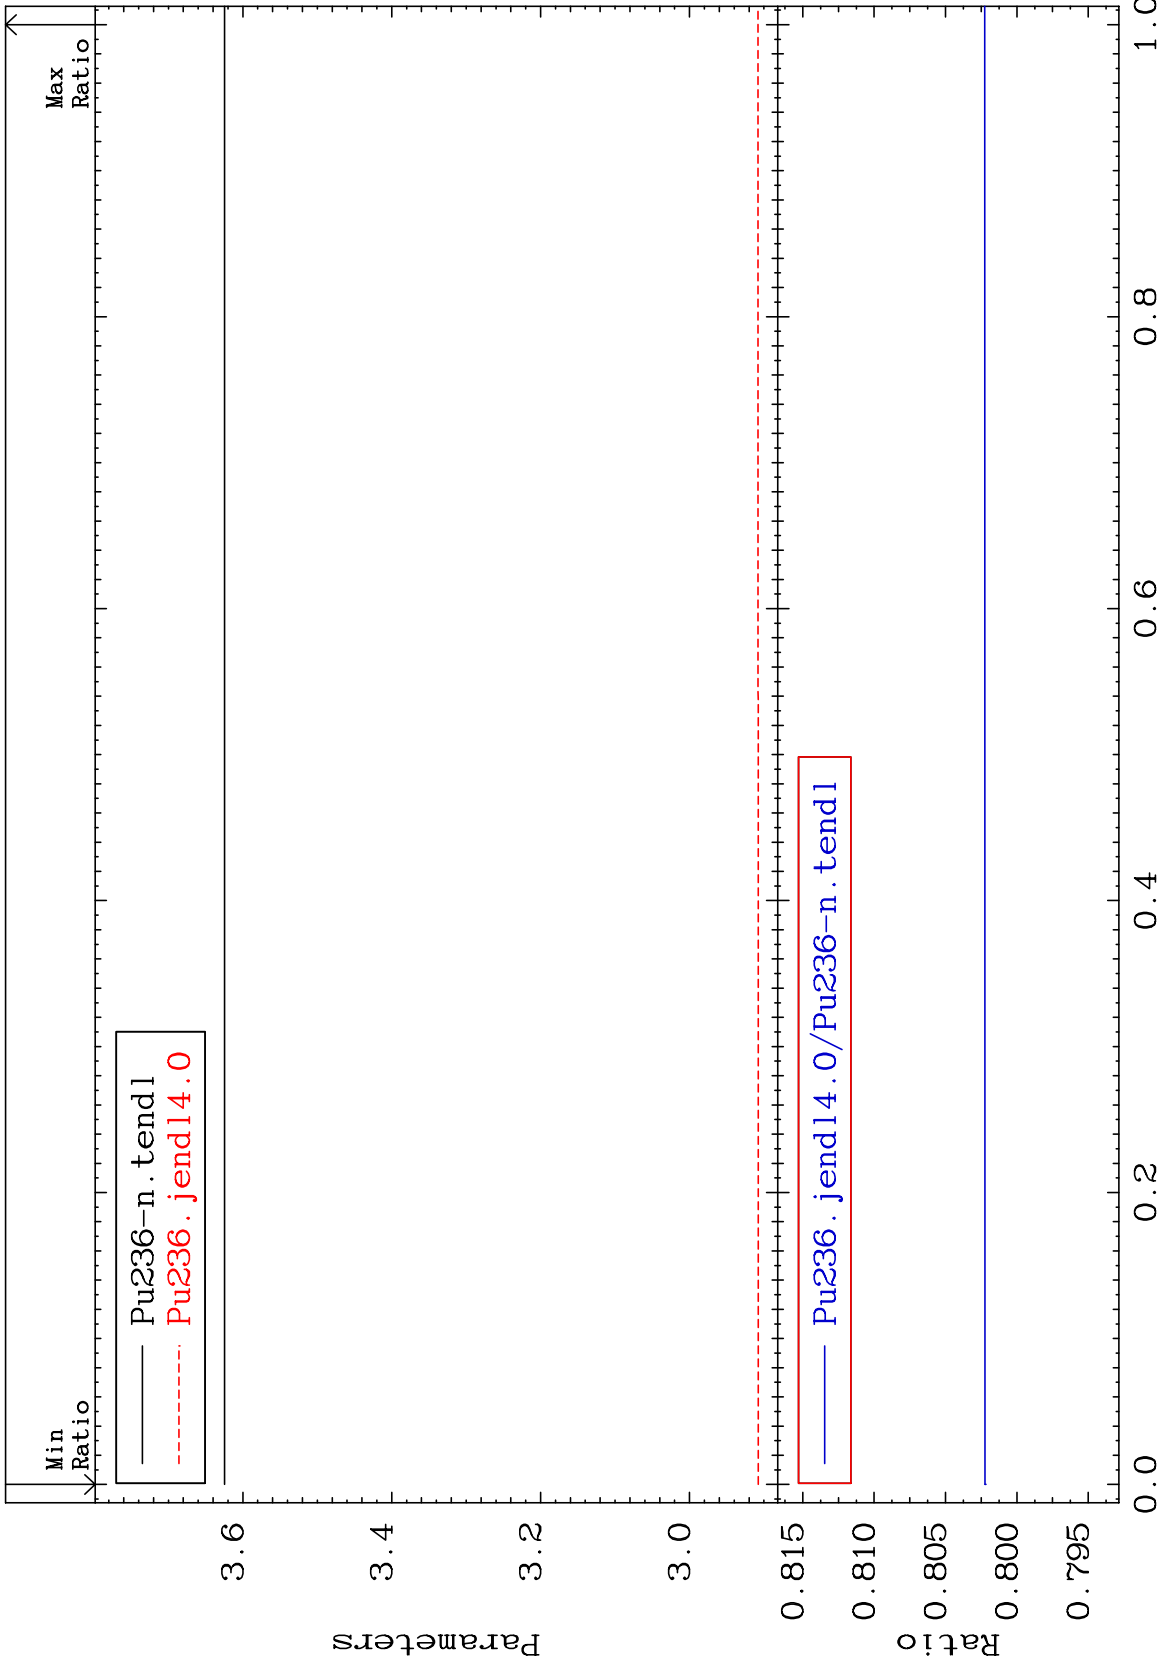 Min
Ratio
Max
Ratio
Pu236-n.tendl
Pu236.jendl4.0
3.6
3.4
3.2
3.0
Parameters
Pu236.jendl4.0/Pu236-n.tendl
0.815
0.810
0.805
0.800
0.795
Ratio
0.0
0.2
0.4
0.6
0.8
1.0